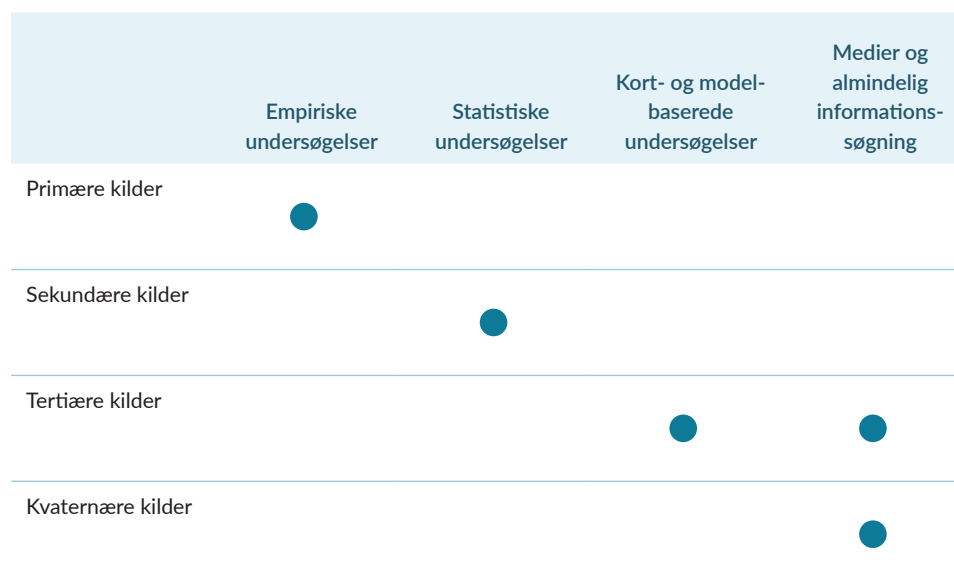 Empiriske
undersøgelser
Statistiske
undersøgelser
Kort- og model-
baserede
undersøgelser
Medier og
almindelig
informations-
søgning
Primære kilder
Sekundære kilder
Tertiære kilder
Kvaternære kilder